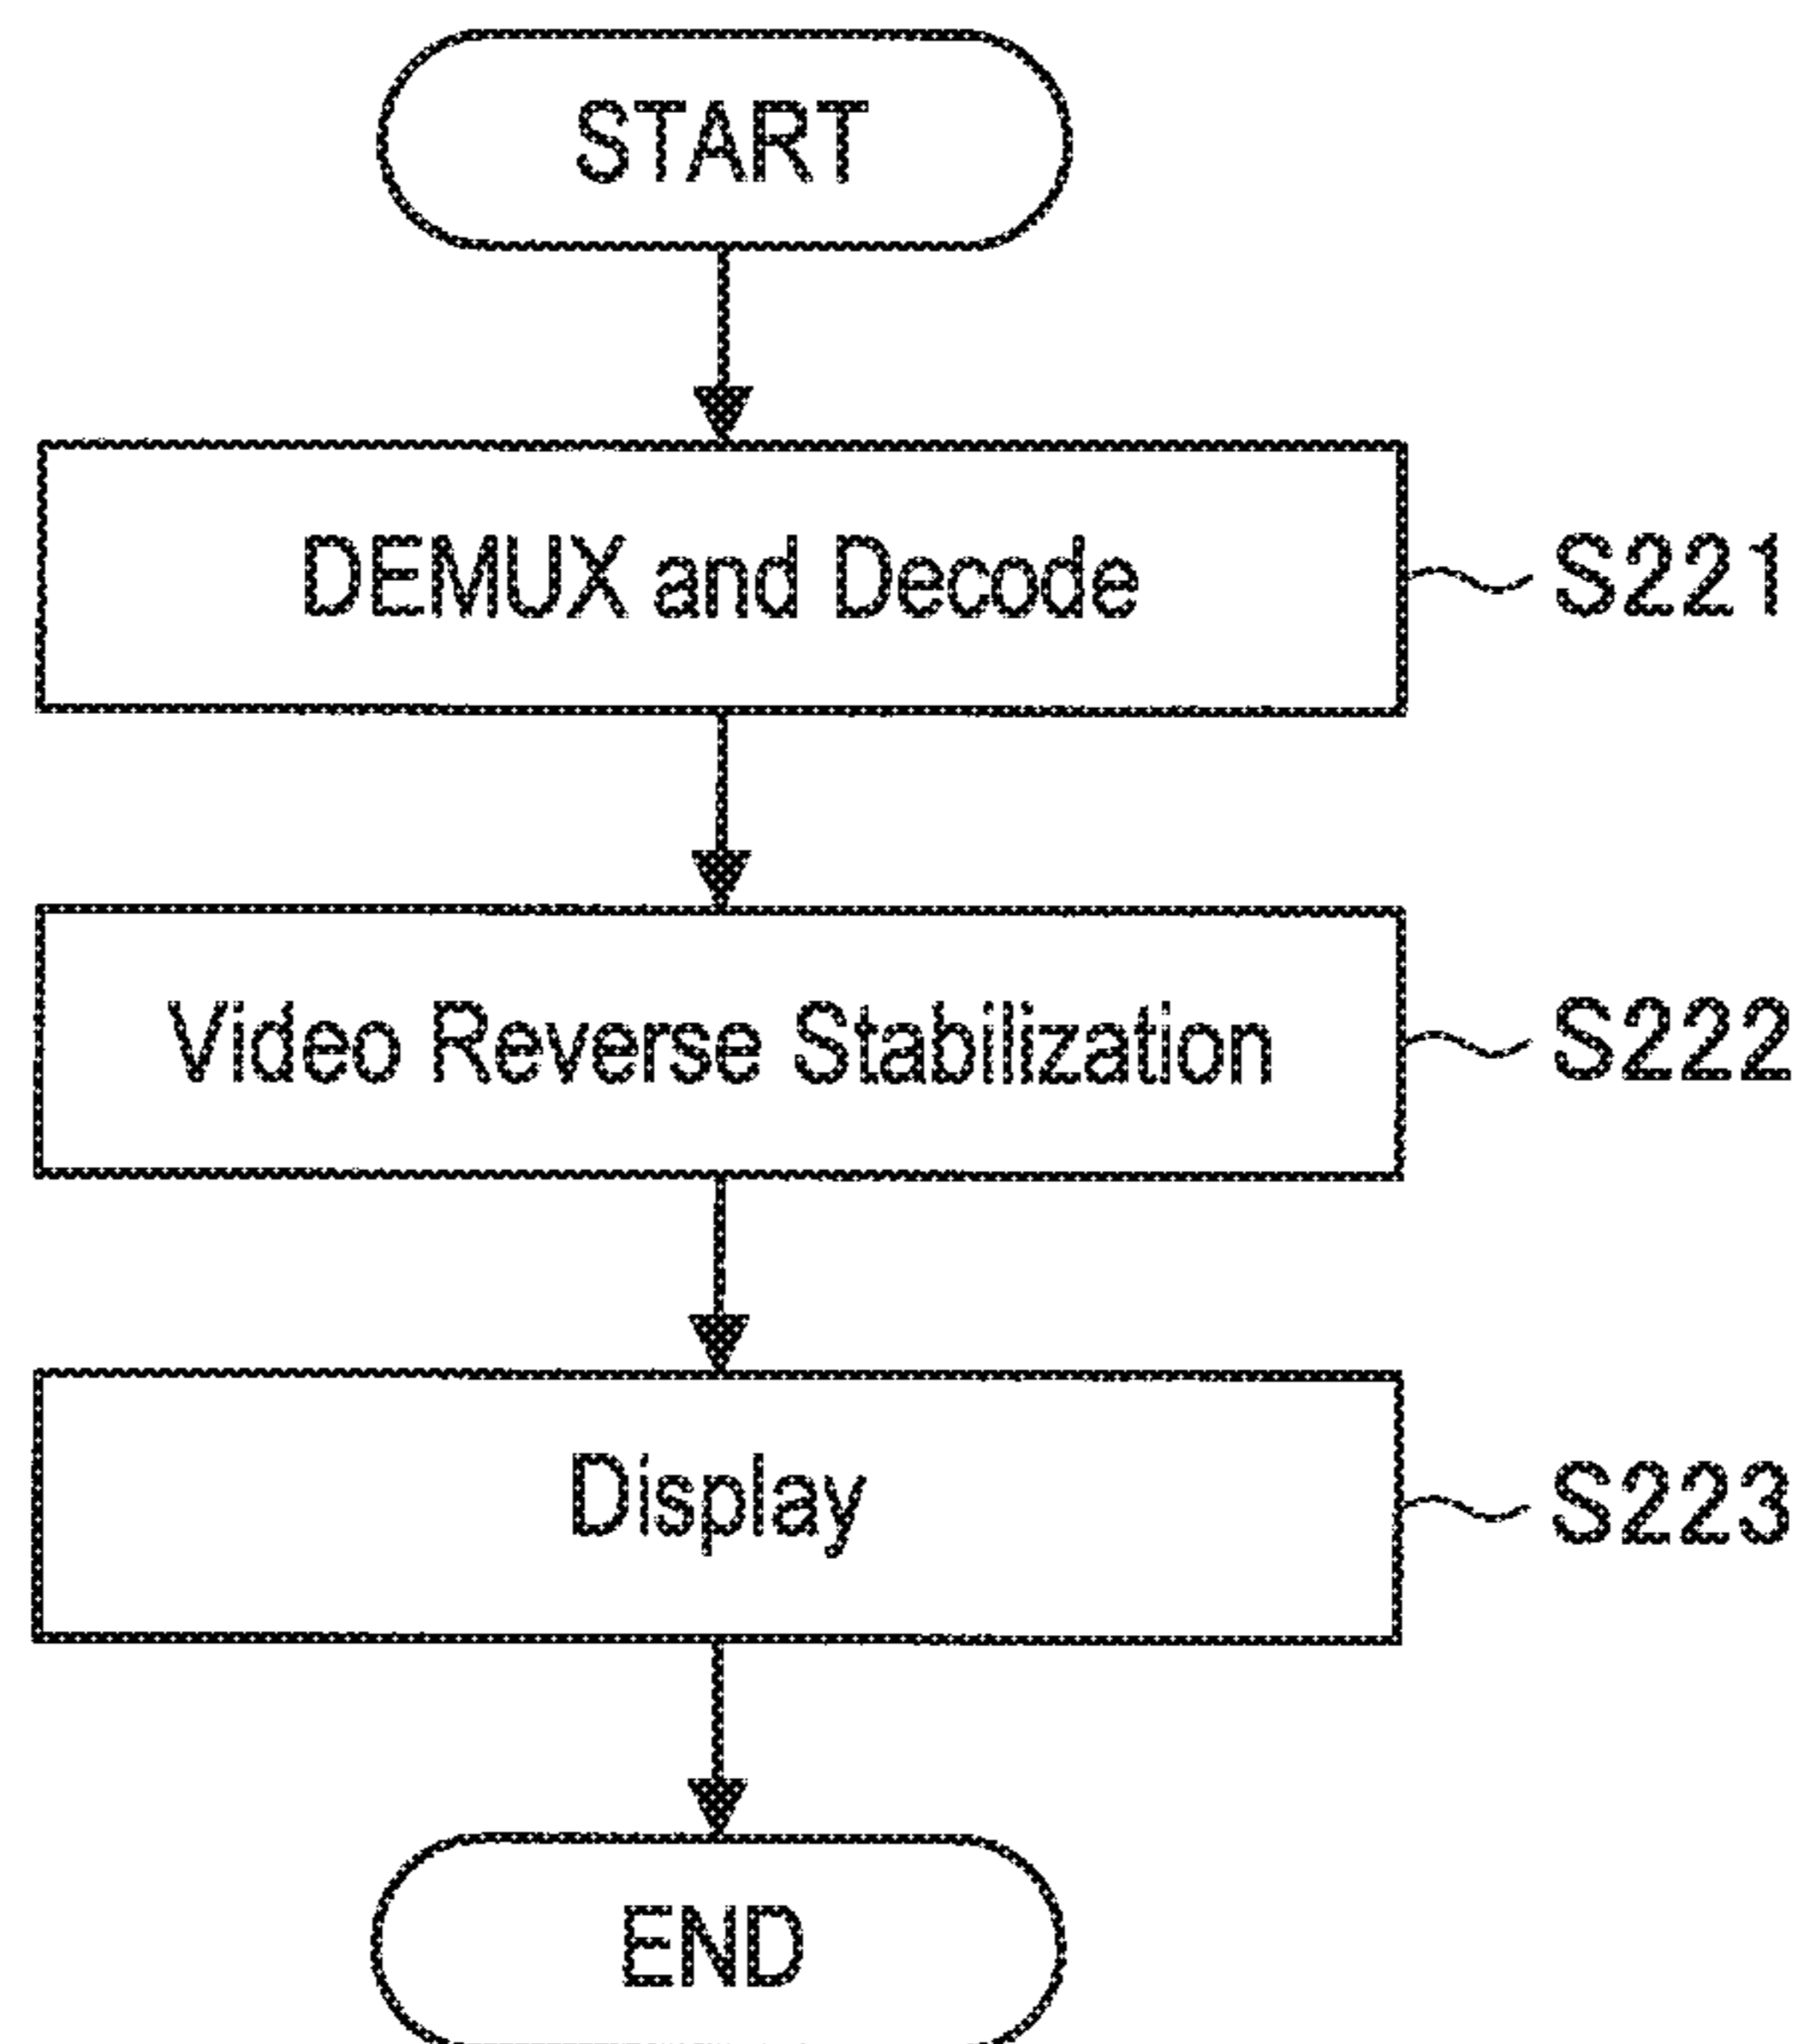 START
DEMUX and Decode
S221
Video Reverse Stabilization
S222
Display
S223
END